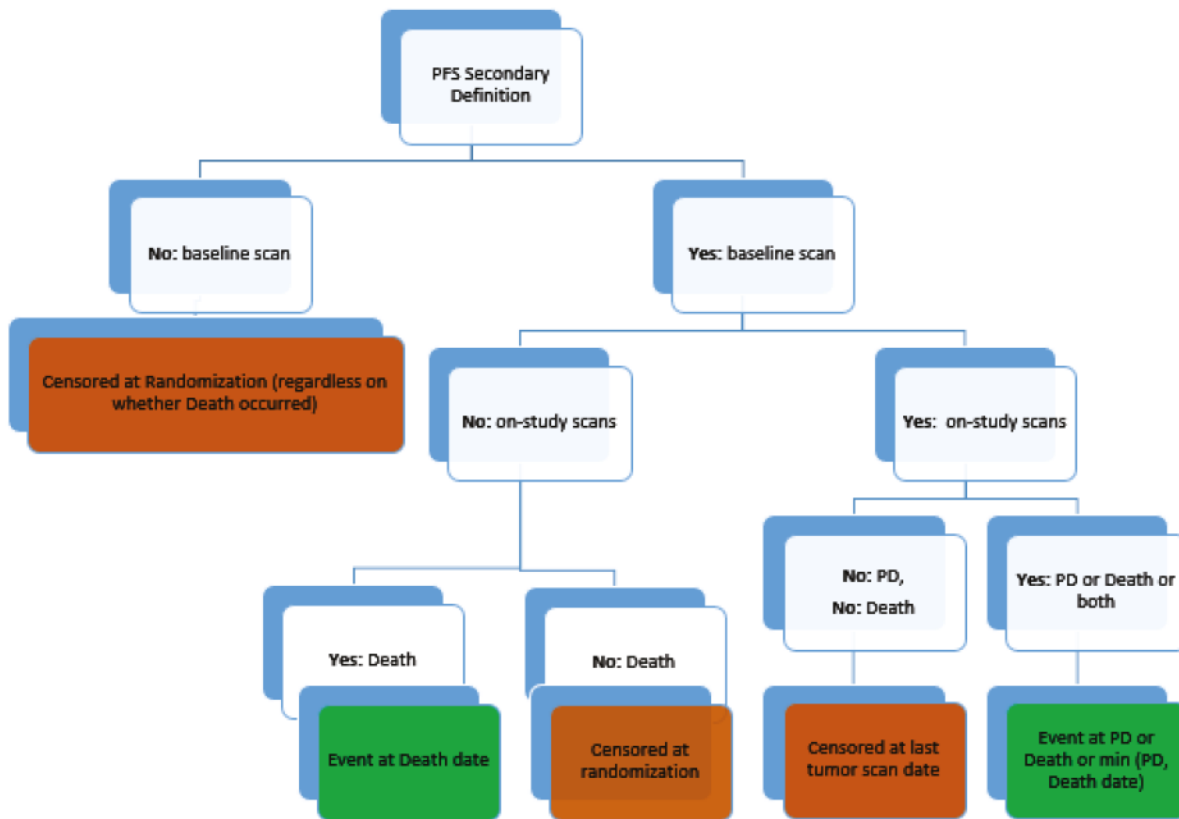 PFS Secondary
Definition
No: baseline scan
Yes: baseline scan
Censored at Randomization (regardless on
whether Death occurred)
No: on-study scans
Yes:  on-study scans
No: PD,
No: Death
Yes: PD or Death or
both
Yes: Death
No: Death
Event at Death date
Censored at
randomization
Censored at last
tumor scan date
Event at PD or
Death or min (PD,
Death date)